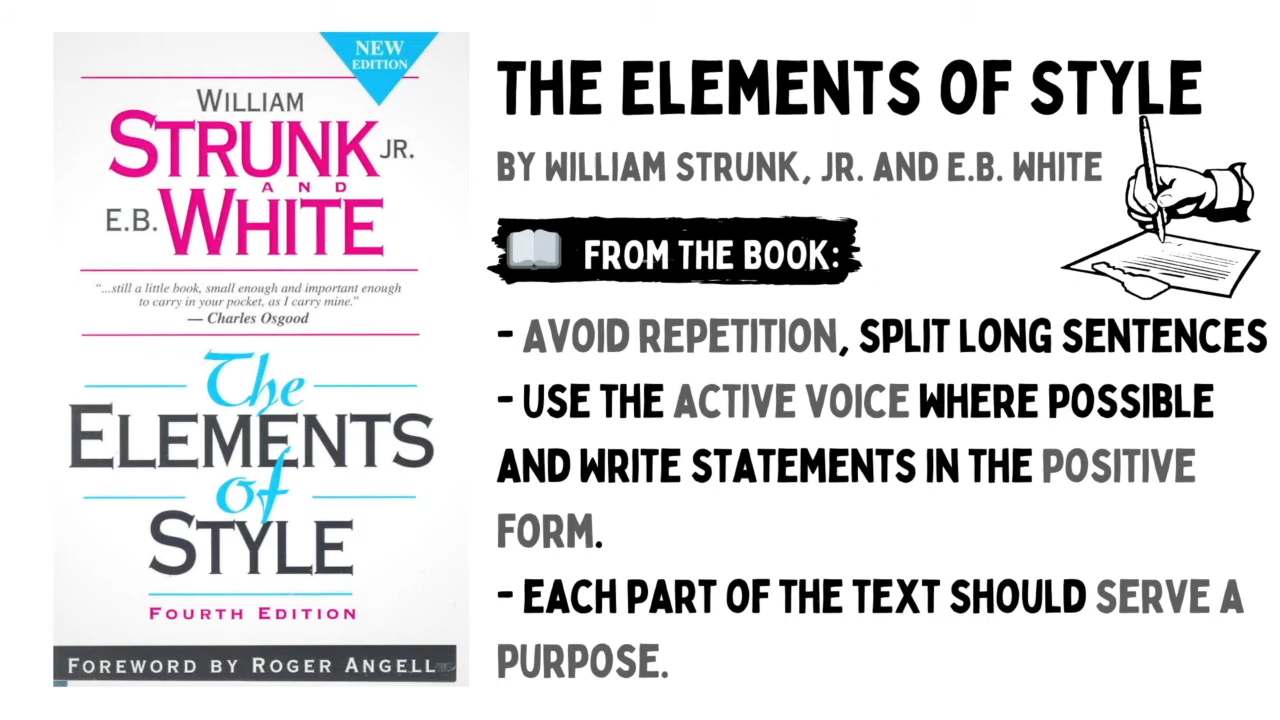 NEW
EDITION
WILLIAM
STRUNK JR.
AND
E.B. WHITE
"...still a little book, small enough and important enough
to carry in your pocket, as I carry mine."
— Charles Osgood
The
ELEMENTS
of
STYLE
FOURTH EDITION
FOREWORD BY ROGER ANGELL
THE ELEMENTS OF STYLE
BY WILLIAM STRUNK, JR. AND E.B. WHITE
FROM THE BOOK:
- AVOID REPETITION, SPLIT LONG SENTENCES
- USE THE ACTIVE VOICE WHERE POSSIBLE
AND WRITE STATEMENTS IN THE POSITIVE
FORM.
- EACH PART OF THE TEXT SHOULD SERVE A
PURPOSE.